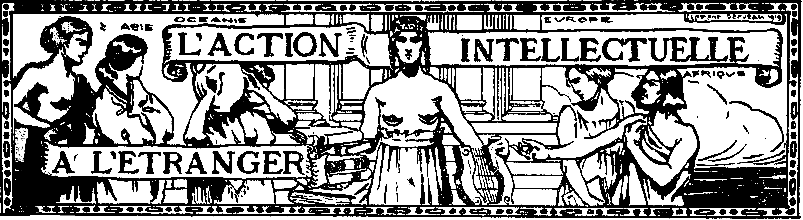 ASIE
OCEANIE
EUROPE
AFRIQUE
L'ACTION INTELLECTUELLE
A L'ETRANGER